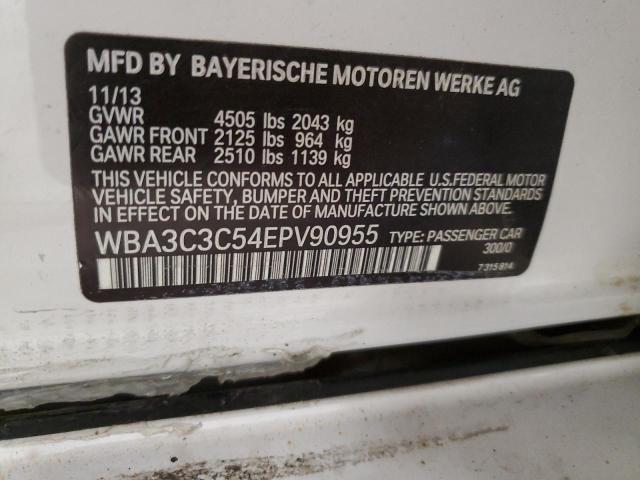 MFD BY BAYERISCHE MOTOREN WERKE AG
11/13
GVWR 4505 lbs 2043 kg
GAWR FRONT 2125 lbs 964 kg
GAWR REAR 2510 lbs 1139 kg
THIS VEHICLE CONFORMS TO ALL APPLICABLE U.S.FEDERAL MOTOR
VEHICLE SAFETY, BUMPER, AND THEFT PREVENTION STANDARDS
IN EFFECT ON THE DATE OF MANUFACTURE SHOWN ABOVE.
WBA3C3C54EPV90955 TYPE: PASSENGER CAR
300/0
7315814